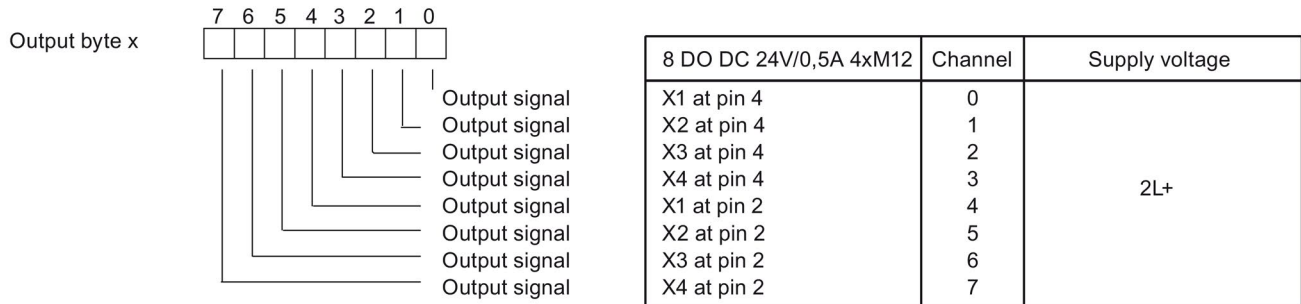 7 6 5 4 3 2 1 0
Output byte x
8 DO DC 24V/0,5A 4xM12 Channel Supply voltage
Output signal X1 at pin 4 0
Output signal X2 at pin 4 1
Output signal X3 at pin 4 2
Output signal X4 at pin 4 3
2L+
Output signal X1 at pin 2 4
Output signal X2 at pin 2 5
Output signal X3 at pin 2 6
Output signal X4 at pin 2 7